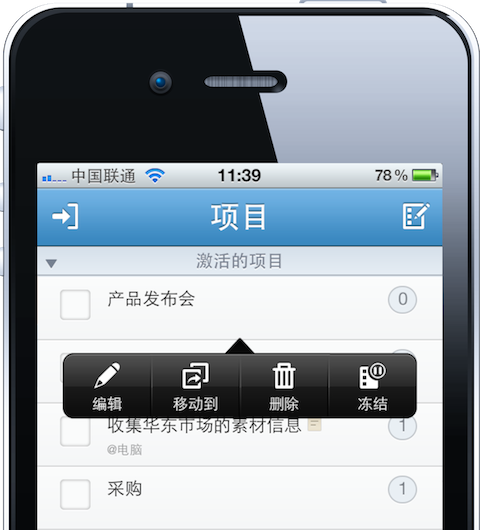 中国联通 11:39 78%
项目
激活的项目
产品发布会 0
编辑 移动到 删除 冻结
收集华东市场的素材信息 1
@电脑
采购 1